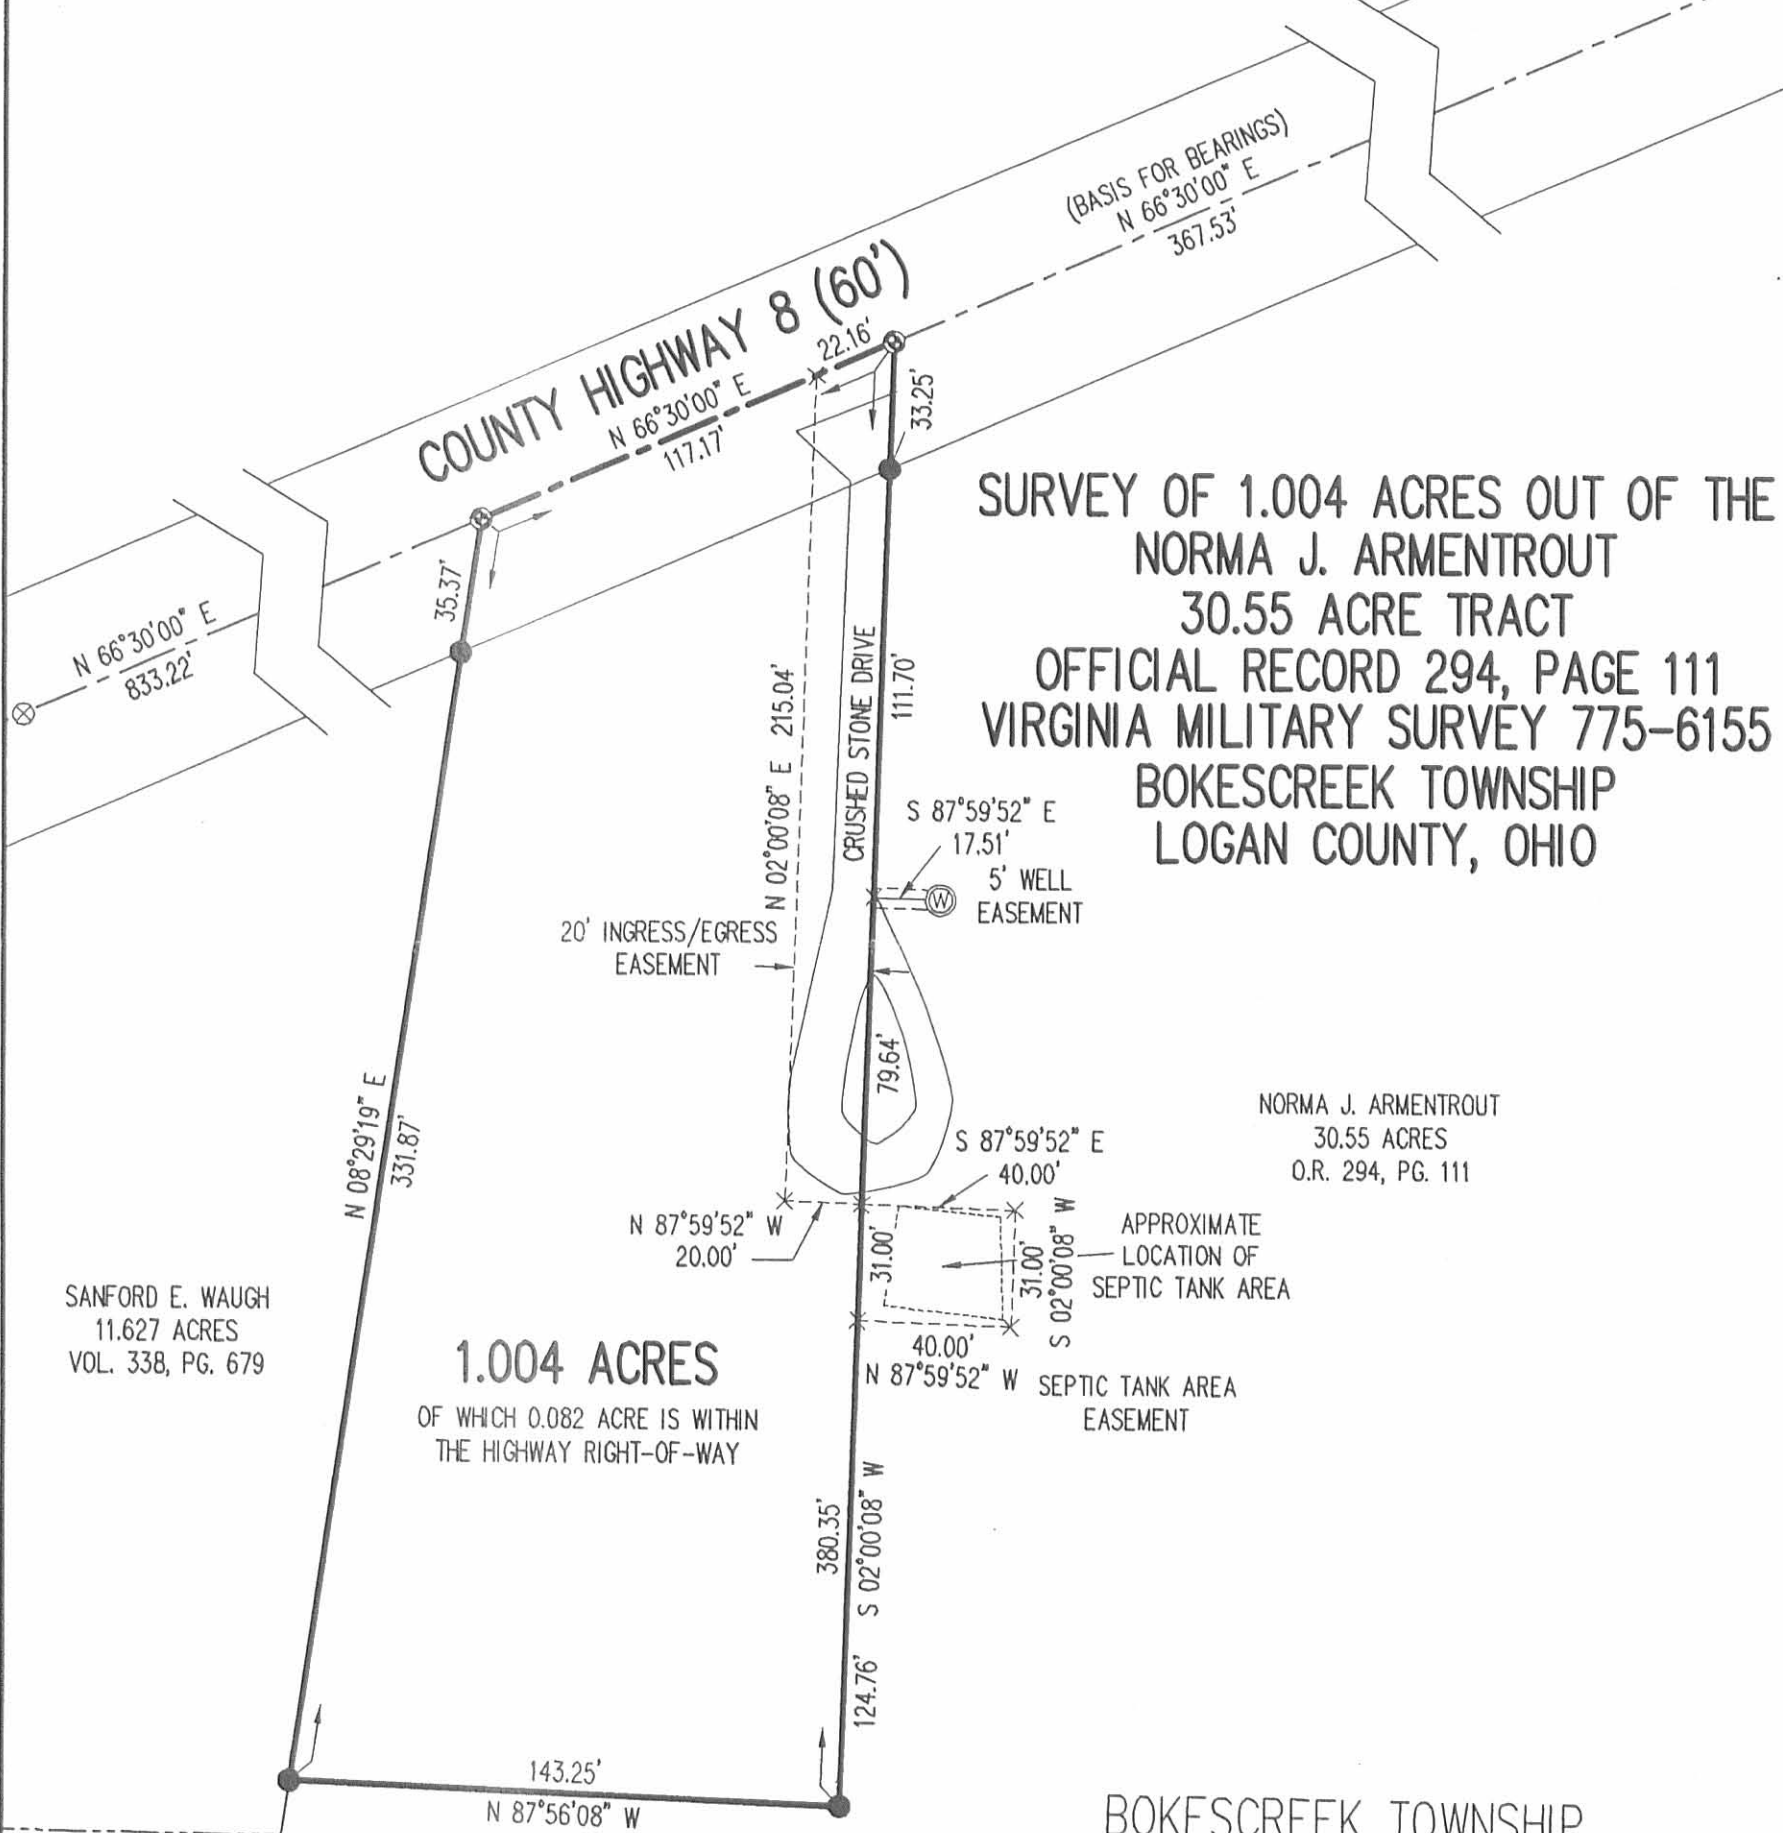 (BASIS FOR BEARINGS)
N 66°30'00" E
367.53'
COUNTY HIGHWAY 8 (60')
22.16'
N 66°30'00" E
117.17'
33.25'
35.37'
N 66°30'00" E
833.22'
SURVEY OF 1.004 ACRES OUT OF THE
NORMA J. ARMENTROUT
30.55 ACRE TRACT
OFFICIAL RECORD 294, PAGE 111
VIRGINIA MILITARY SURVEY 775-6155
BOKESCREEK TOWNSHIP
LOGAN COUNTY, OHIO
N 02°00'08" E 215.04'
CRUSHED STONE DRIVE
111.70'
S 87°59'52" E
17.51'
W
5' WELL
EASEMENT
20' INGRESS/EGRESS
EASEMENT
79.64'
N 08°29'19" E
331.87'
NORMA J. ARMENTROUT
30.55 ACRES
O.R. 294, PG. 111
S 87°59'52" E
40.00'
N 87°59'52" W
20.00'
31.00'
31.00'
S 02°00'08" W
APPROXIMATE
LOCATION OF
SEPTIC TANK AREA
40.00'
N 87°59'52" W
SEPTIC TANK AREA
EASEMENT
SANFORD E. WAUGH
11.627 ACRES
VOL. 338, PG. 679
1.004 ACRES
OF WHICH 0.082 ACRE IS WITHIN
THE HIGHWAY RIGHT-OF-WAY
380.35'
S 02°00'08" W
124.76'
143.25'
N 87°56'08" W
BOKESCREEK TOWNSHIP